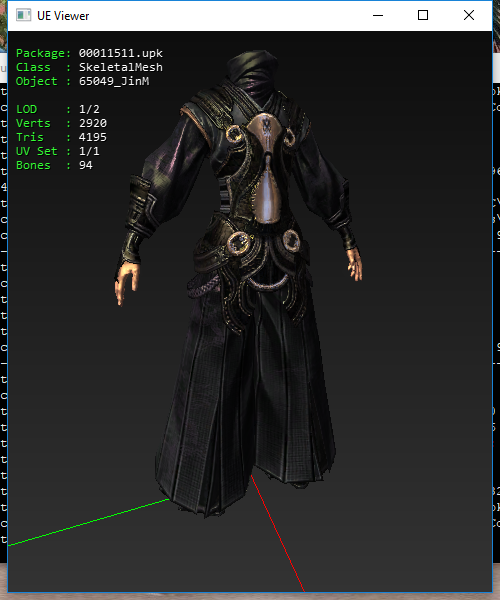 UE Viewer
Package: 00011511.upk
Class : SkeletalMesh
Object : 65049_JinM
LOD : 1/2
Verts : 2920
Tris : 4195
UV Set : 1/1
Bones : 94